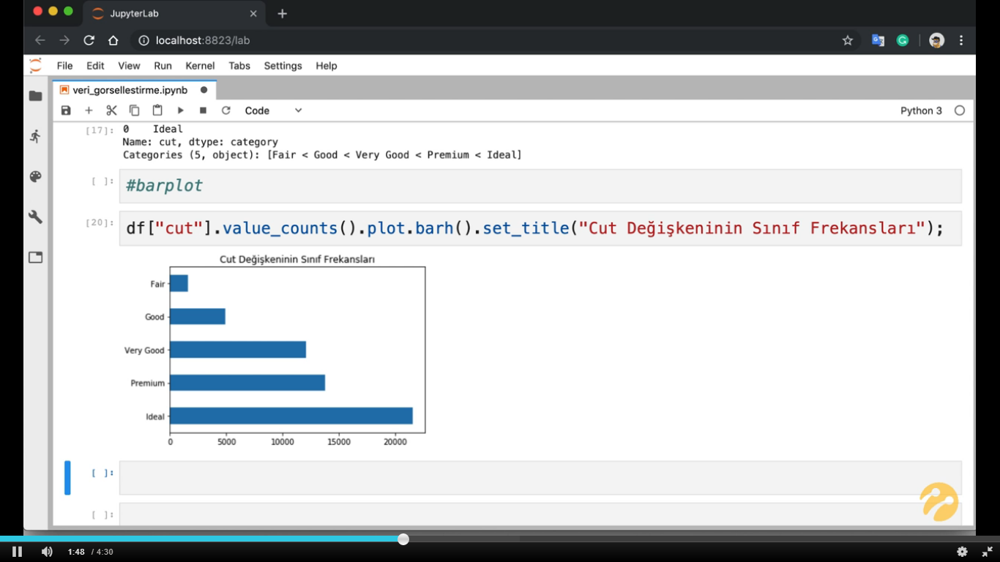 JupyterLab
localhost:8823/lab
File Edit View Run Kernel Tabs Settings Help
veri_gorsellestirme.ipynb
Code
Python 3
[17]: 0 Ideal
Name: cut, dtype: category
Categories (5, object): [Fair < Good < Very Good < Premium < Ideal]
[ ]: #barplot
[20]: df["cut"].value_counts().plot.barh().set_title("Cut Değişkeninin Sınıf Frekansları");
Cut Değişkeninin Sınıf Frekansları
Fair
Good
Very Good
Premium
Ideal
0 5000 10000 15000 20000
[ ]:
[ ]:
1:48 / 4:30